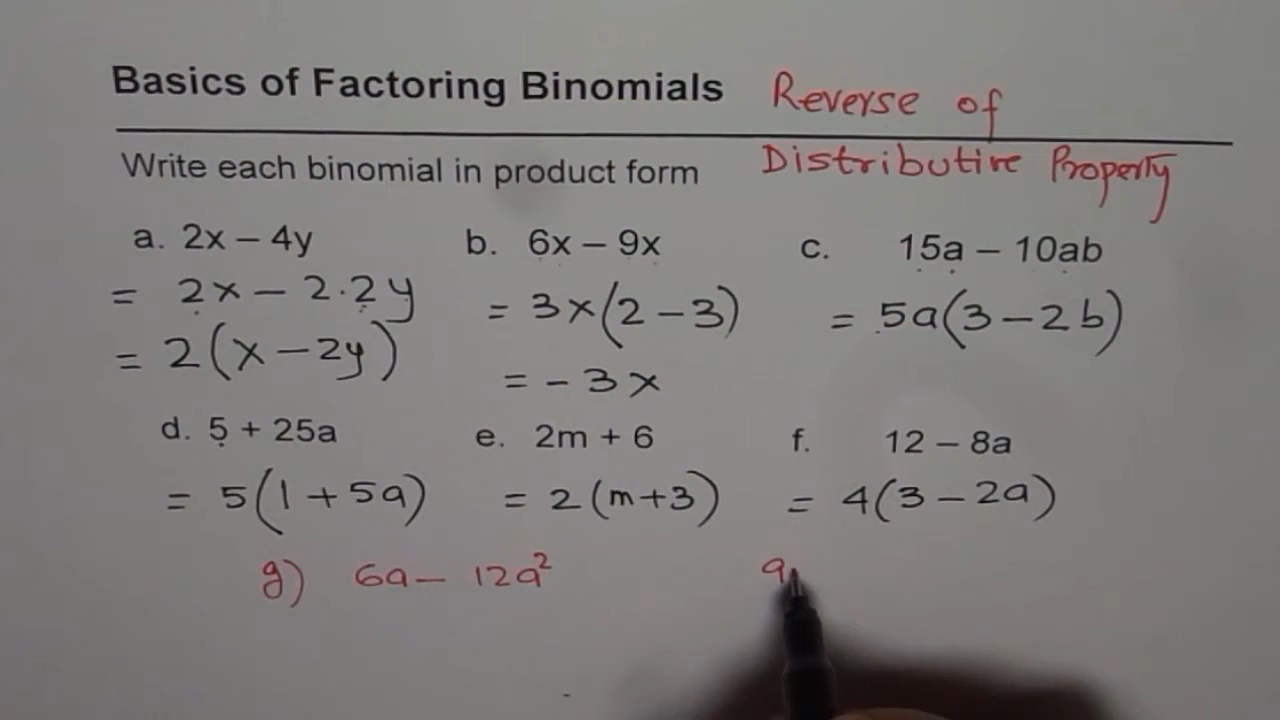 Basics of Factoring Binomials Reverse of
Distributive Property
Write each binomial in product form
a. 2x – 4y b. 6x – 9x c. 15a – 10ab
= 2x – 2·2y = 3x(2 – 3) = 5a(3 – 2b)
= 2(x – 2y) = – 3x
d. 5 + 25a e. 2m + 6 f. 12 – 8a
= 5(1 + 5a) = 2(m+3) = 4(3 – 2a)
g) 6a – 12a²